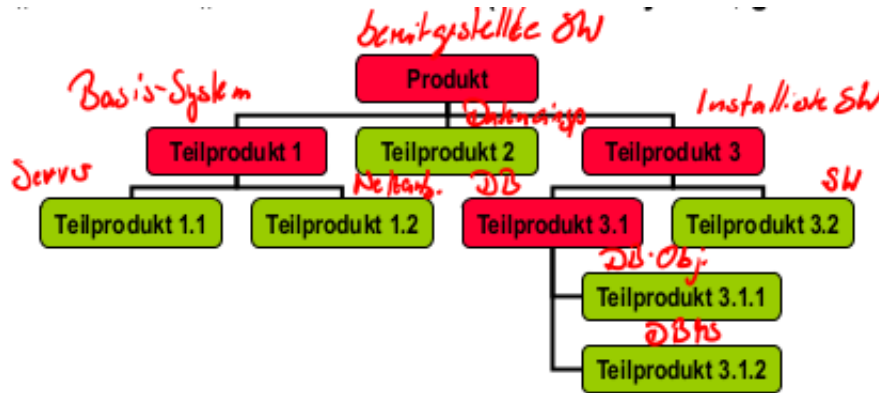 bereitgestellte SW
Produkt
Basis-System
Installierte SW
Teilprodukt 1
Teilprodukt 2
Teilprodukt 3
Server
DB
SW
Teilprodukt 1.1
Teilprodukt 1.2
Teilprodukt 3.1
Teilprodukt 3.2
DB-Obj.
Teilprodukt 3.1.1
DBMS
Teilprodukt 3.1.2